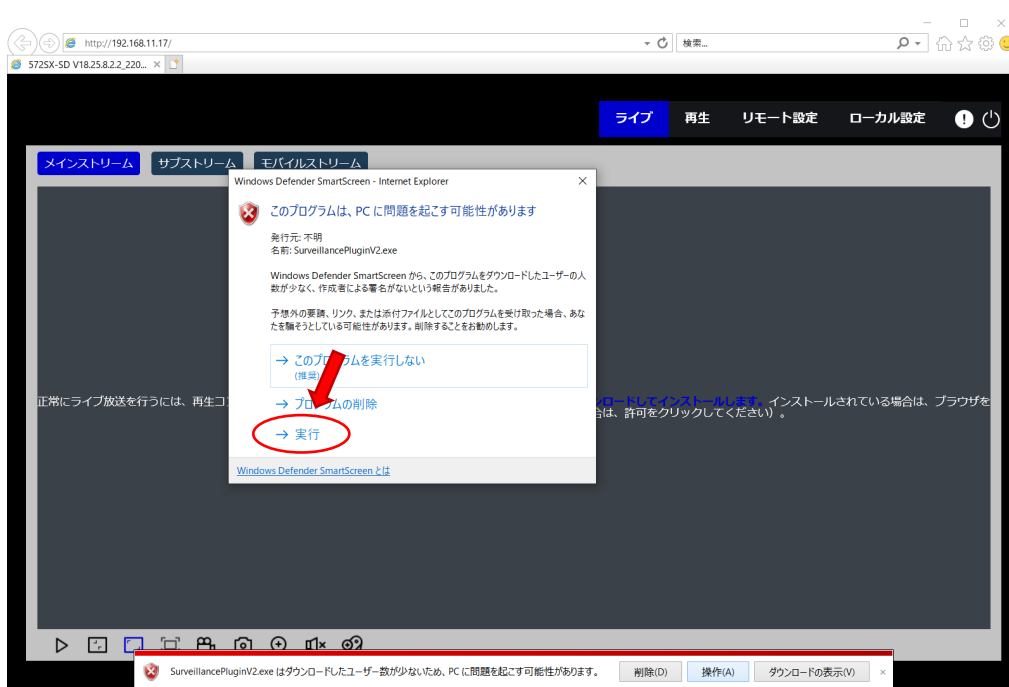 http://192.168.11.17/
検索...
572SX-SD V18.25.8.2.2_220...
ライブ 再生 リモート設定 ローカル設定
メインストリーム サブストリーム モバイルストリーム
Windows Defender SmartScreen - Internet Explorer
このプログラムは、PC に問題を起こす可能性があります
発行元: 不明
名前: SurveillancePluginV2.exe
Windows Defender SmartScreen から、このプログラムをダウンロードしたユーザーの人
数が少なく、作成者による署名がないという報告がありました。
予想外の要請、リンク、または添付ファイルとしてこのプログラムを受け取った場合、あな
たを騙そうとしている可能性があります。削除することをお勧めします。
→ このプログラムを実行しない
(推奨)
→ プログラムの削除
→ 実行
Windows Defender SmartScreen とは
正常にライブ放送を行うには、再生コ ロードしてインストールします。インストールされている場合は、ブラウザを
合は、許可をクリックしてください）。
SurveillancePluginV2.exe はダウンロードしたユーザー数が少ないため、PC に問題を起こす可能性があります。 削除(D) 操作(A) ダウンロードの表示(V) ×